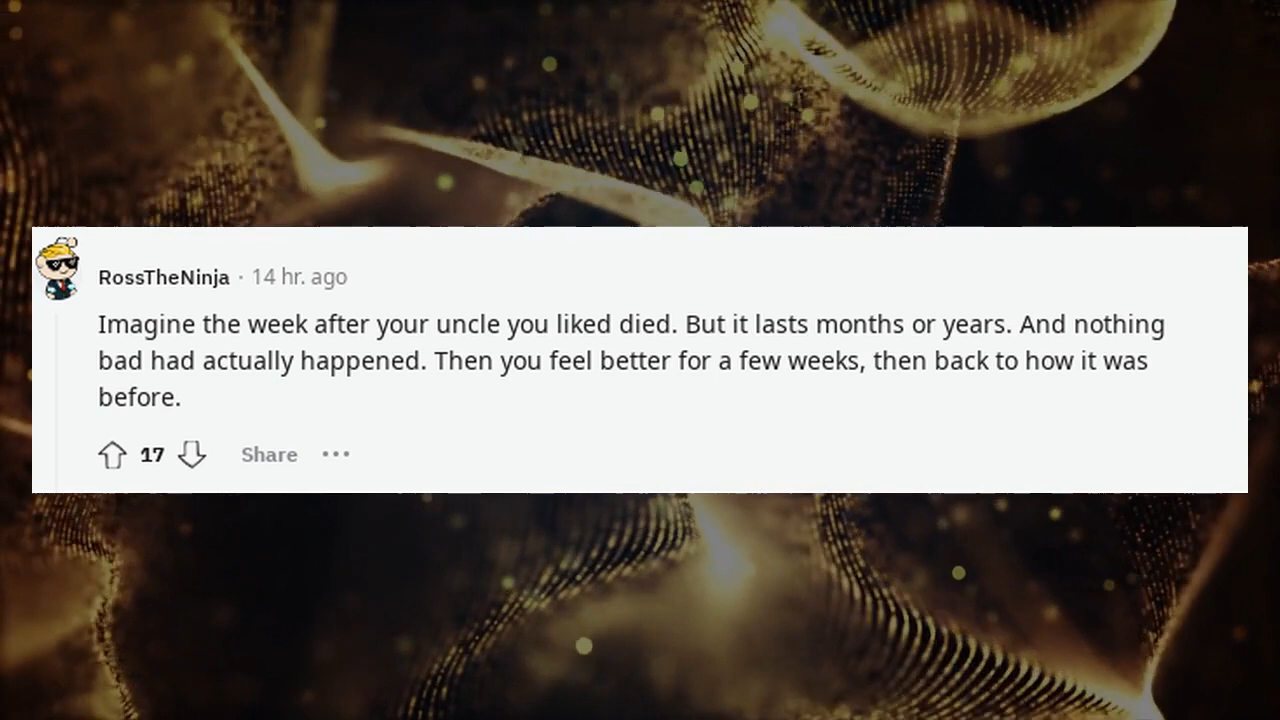 RossTheNinja · 14 hr. ago
Imagine the week after your uncle you liked died. But it lasts months or years. And nothing
bad had actually happened. Then you feel better for a few weeks, then back to how it was
before.
17 Share ···